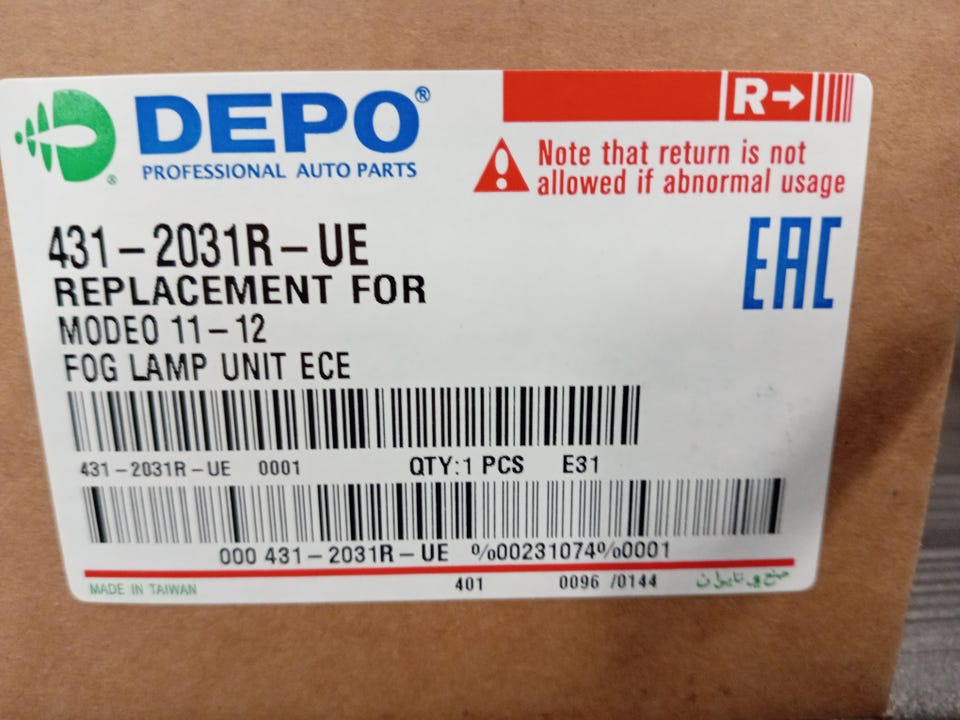 DEPO®
PROFESSIONAL AUTO PARTS
®
R→
Note that return is not
allowed if abnormal usage
431-2031R-UE
EAC
REPLACEMENT FOR
MODEO 11-12
FOG LAMP UNIT ECE
431-2031R-UE 0001 QTY:1 PCS E31
000 431-2031R-UE %00231074%0001
MADE IN TAIWAN 401 0096 /0144